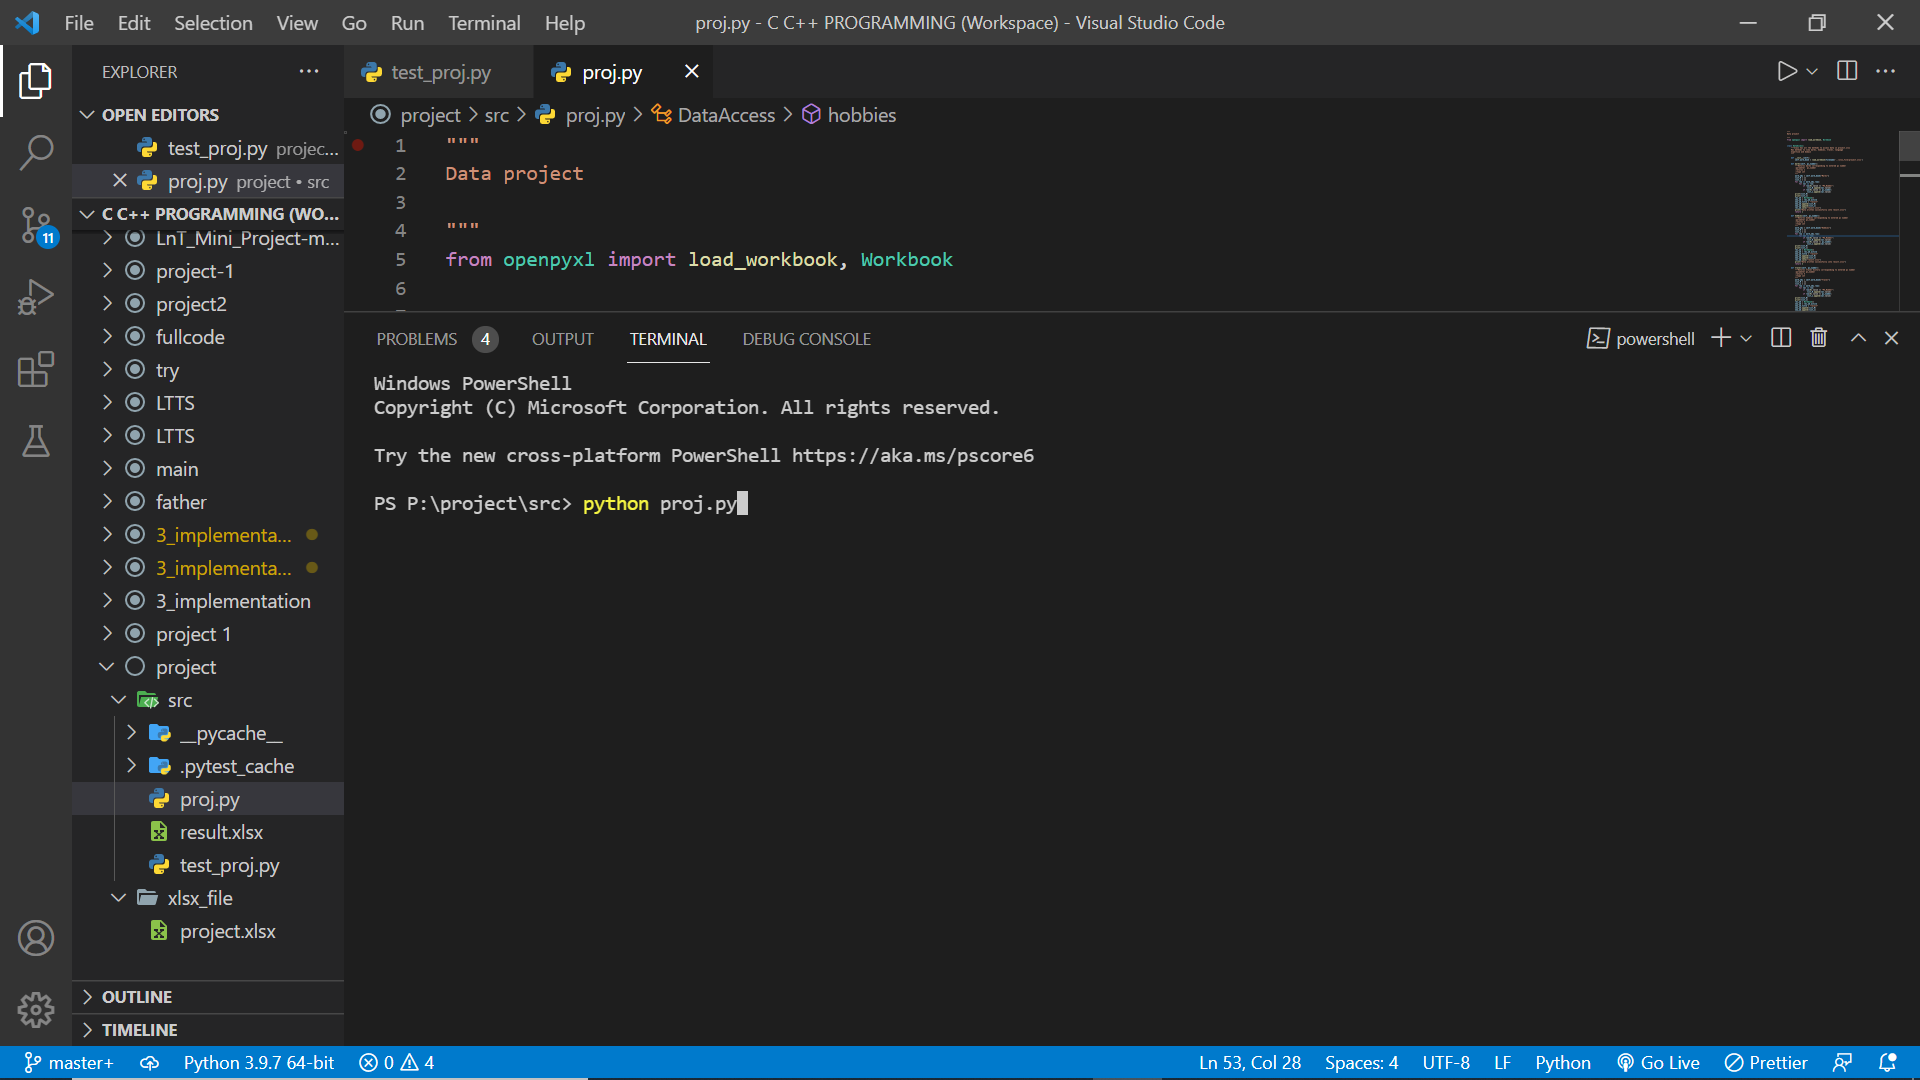 File Edit Selection View Go Run Terminal Help
proj.py - C C++ PROGRAMMING (Workspace) - Visual Studio Code
EXPLORER
OPEN EDITORS
test_proj.py projec...
proj.py project • src
C C++ PROGRAMMING (WO...
LnT_Mini_Project-m...
project-1
project2
fullcode
try
LTTS
LTTS
main
father
3_implementa...
3_implementa...
3_implementation
project 1
project
src
__pycache__
.pytest_cache
proj.py
result.xlsx
test_proj.py
xlsx_file
project.xlsx
OUTLINE
TIMELINE
11
test_proj.py proj.py
project > src > proj.py > DataAccess > hobbies
1 """
2 Data project
3
4 """
5 from openpyxl import load_workbook, Workbook
6
PROBLEMS 4 OUTPUT TERMINAL DEBUG CONSOLE
powershell
Windows PowerShell
Copyright (C) Microsoft Corporation. All rights reserved.
Try the new cross-platform PowerShell https://aka.ms/pscore6
PS P:\project\src> python proj.py
master+ Python 3.9.7 64-bit 0 4
Ln 53, Col 28 Spaces: 4 UTF-8 LF Python Go Live Prettier